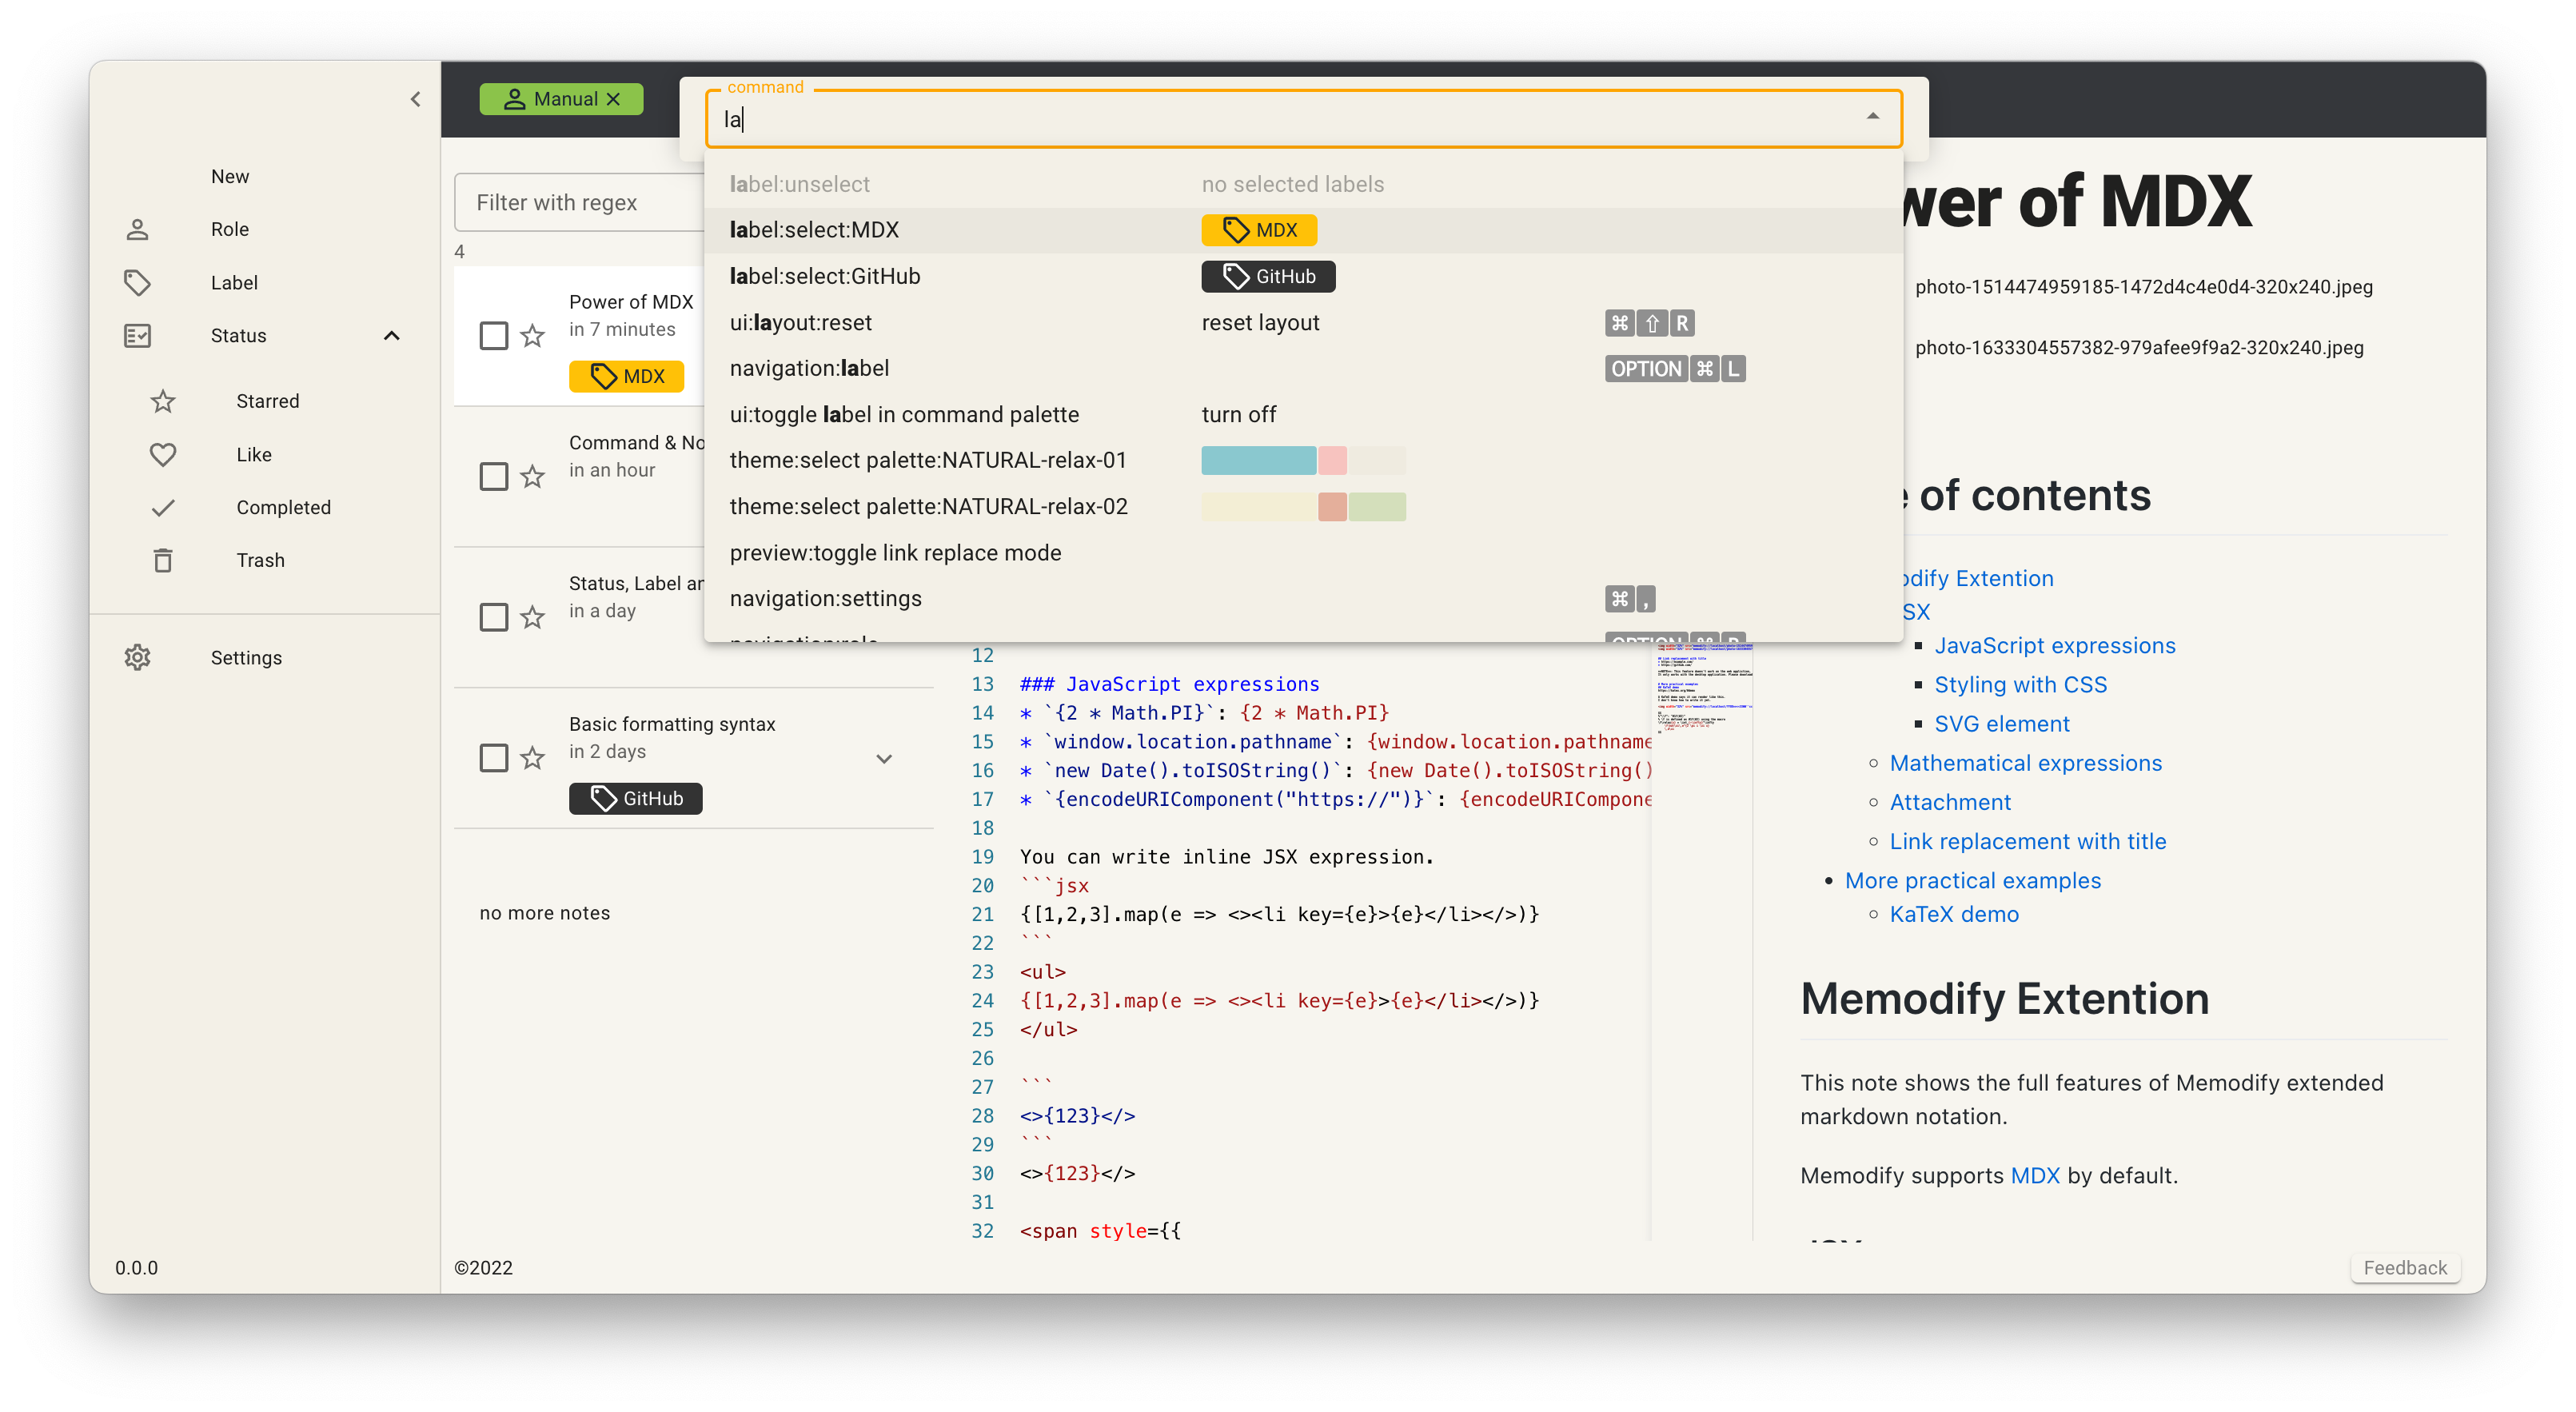 New
Role
Label
Status
Starred
Like
Completed
Trash
Settings
0.0.0
Manual
command
la
label:unselect no selected labels
label:select:MDX MDX
label:select:GitHub GitHub
ui:layout:reset reset layout ⌘ ⇧ R
navigation:label OPTION ⌘ L
ui:toggle label in command palette turn off
theme:select palette:NATURAL-relax-01
theme:select palette:NATURAL-relax-02
preview:toggle link replace mode
navigation:settings ⌘ ,
Filter with regex
4
Power of MDX
in 7 minutes
MDX
Command & No
in an hour
Status, Label
in a day
Basic formatting syntax
in 2 days
GitHub
no more notes
©2022
12
13 ### JavaScript expressions
14 * `{2 * Math.PI}`: {2 * Math.PI}
15 * `window.location.pathname`: {window.location.pathname
16 * `new Date().toISOString()`: {new Date().toISOString()
17 * `{encodeURIComponent("https://")}`: {encodeURICompone
18
19 You can write inline JSX expression.
20 ```jsx
21 {[1,2,3].map(e => <><li key={e}>{e}</li></>)}
22 ```
23 <ul>
24 {[1,2,3].map(e => <><li key={e}>{e}</li></>)}
25 </ul>
26
27 ```
28 <>{123}</>
29 ```
30 <>{123}</>
31
32 <span style={{
wer of MDX
photo-1514474959185-1472d4c4e0d4-320x240.jpeg
photo-1633304557382-979afee9f9a2-320x240.jpeg
of contents
odify Extention
SX
JavaScript expressions
Styling with CSS
SVG element
Mathematical expressions
Attachment
Link replacement with title
More practical examples
KaTeX demo
Memodify Extention
This note shows the full features of Memodify extended
markdown notation.
Memodify supports MDX by default.
Feedback